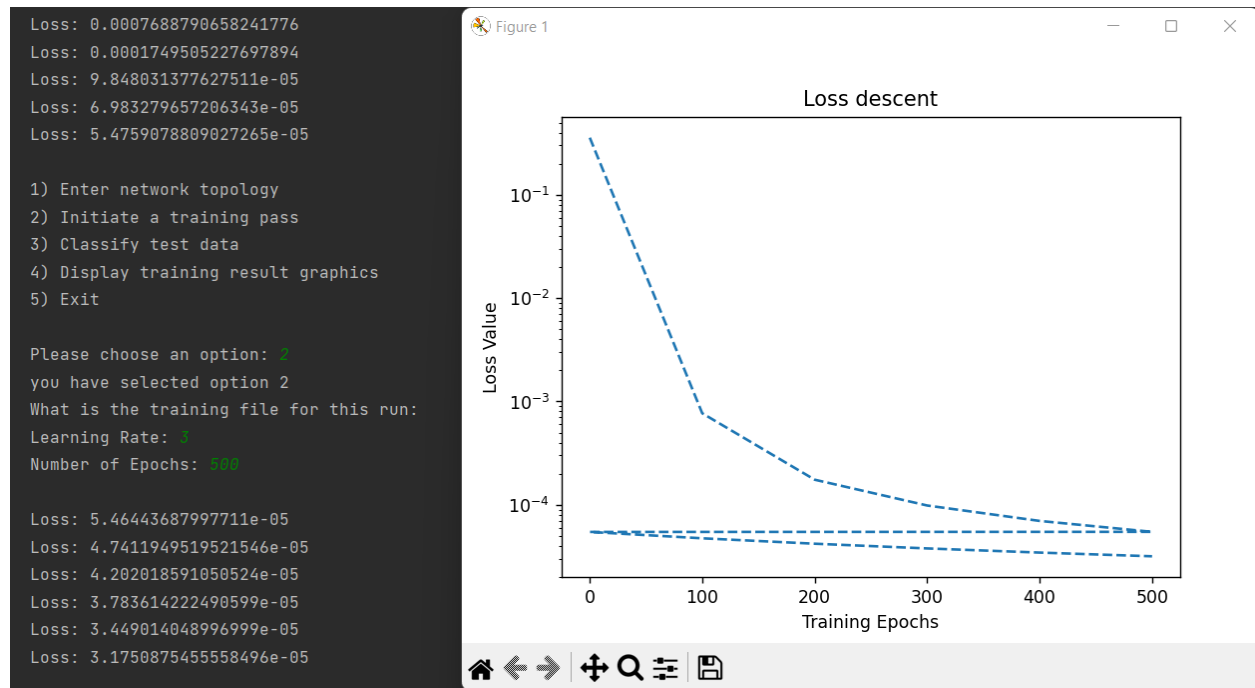 Loss: 0.0007688790658241776
Loss: 0.0001749505227697894
Loss: 9.848031377627511e-05
Loss: 6.983279657206343e-05
Loss: 5.4759078809027265e-05
1) Enter network topology
2) Initiate a training pass
3) Classify test data
4) Display training result graphics
5) Exit
Please choose an option: 2
you have selected option 2
What is the training file for this run:
Learning Rate: 3
Number of Epochs: 500
Loss: 5.46443687997711e-05
Loss: 4.7411949519521546e-05
Loss: 4.202018591050524e-05
Loss: 3.783614222490599e-05
Loss: 3.449014048996999e-05
Loss: 3.1750875455558496e-05
Figure 1
Loss descent
Loss Value
10⁻¹
10⁻²
10⁻³
10⁻⁴
0 100 200 300 400 500
Training Epochs